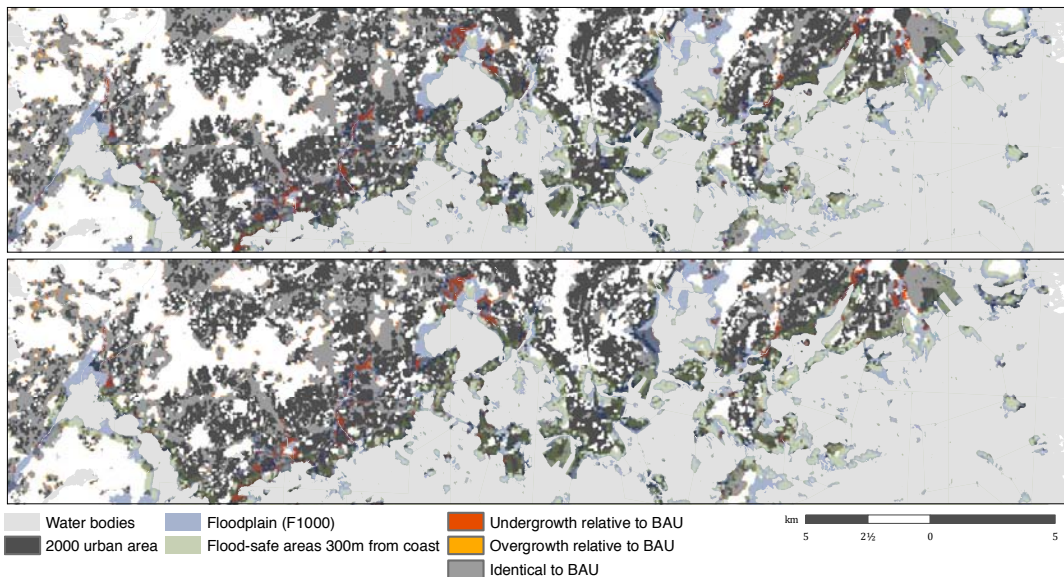 Water bodies
2000 urban area
Floodplain (F1000)
Flood-safe areas 300m from coast
Undergrowth relative to BAU
Overgrowth relative to BAU
Identical to BAU
km
5 2½ 0 5